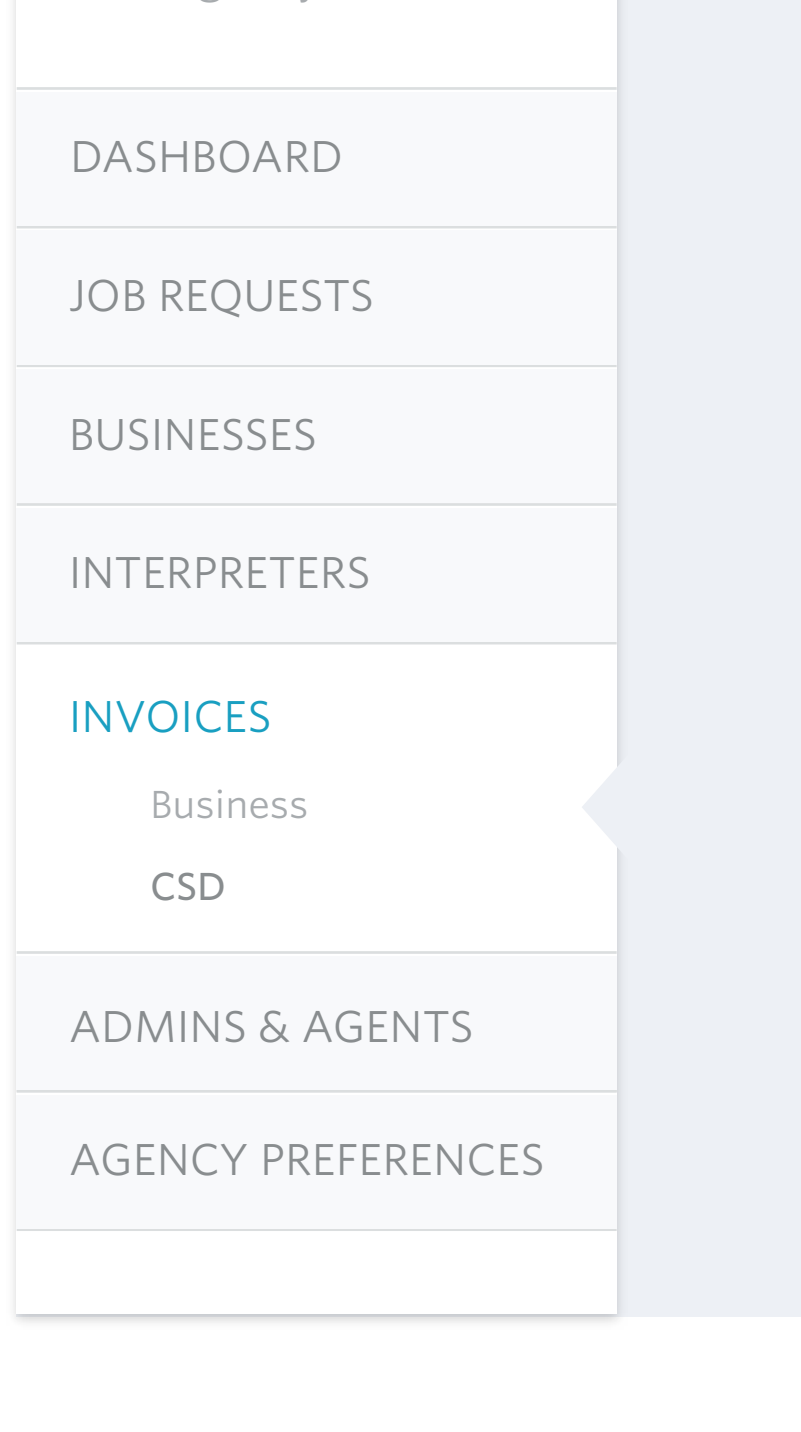 DASHBOARD
JOB REQUESTS
BUSINESSES
INTERPRETERS
INVOICES
Business
CSD
ADMINS & AGENTS
AGENCY PREFERENCES